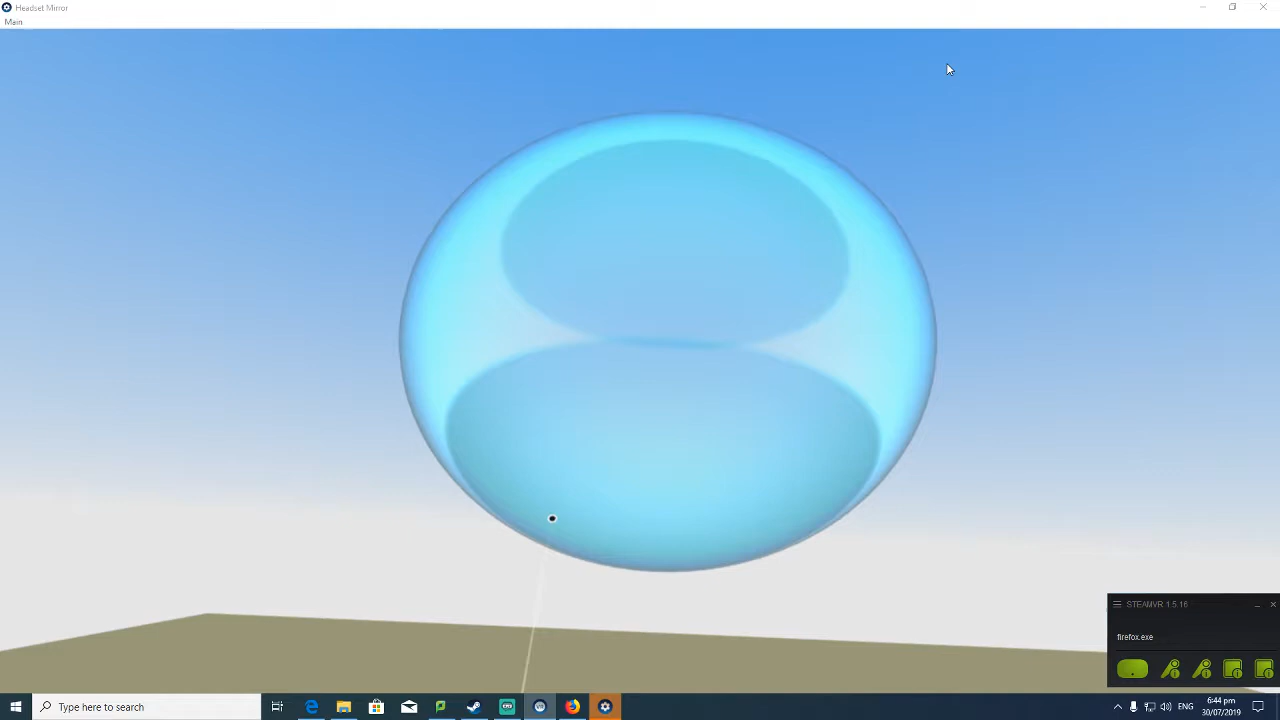 Headset Mirror
Main
STEAMVR 1.5.16
firefox.exe
Type here to search
ENG
6:44 pm
30/07/2019